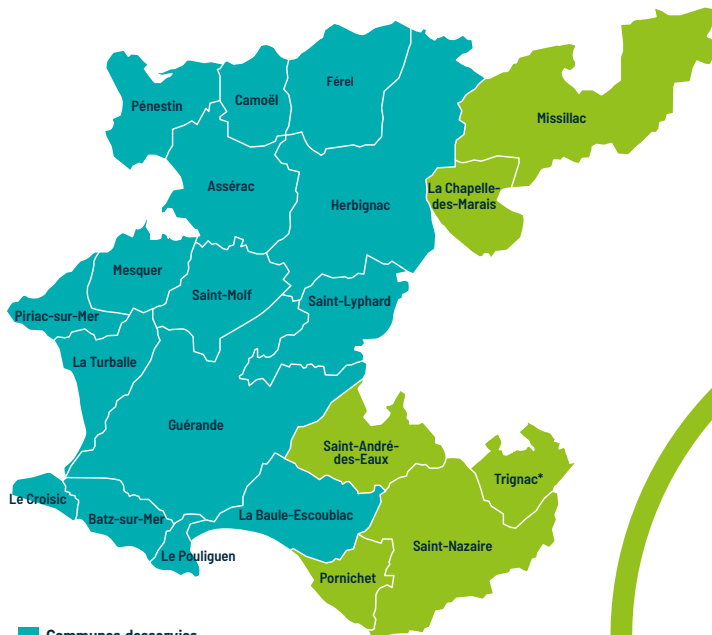 Férel
Camoël
Pénestin
Missillac
Assérac
La Chapelle-
des-Marais
Herbignac
Mesquer
Saint-Molf
Saint-Lyphard
Piriac-sur-Mer
La Turballe
Guérande
Saint-André-
des-Eaux
Trignac*
Le Croisic
La Baule-Escoublac
Batz-sur-Mer
Saint-Nazaire
Le Pouliguen
Pornichet
Communes desservies